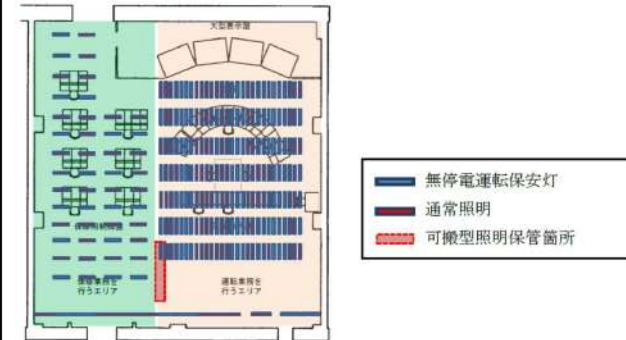 大型表示盤
保修業務を
行うエリア
運転業務を
行うエリア
無停電運転保安灯
通常照明
可搬型照明保管箇所